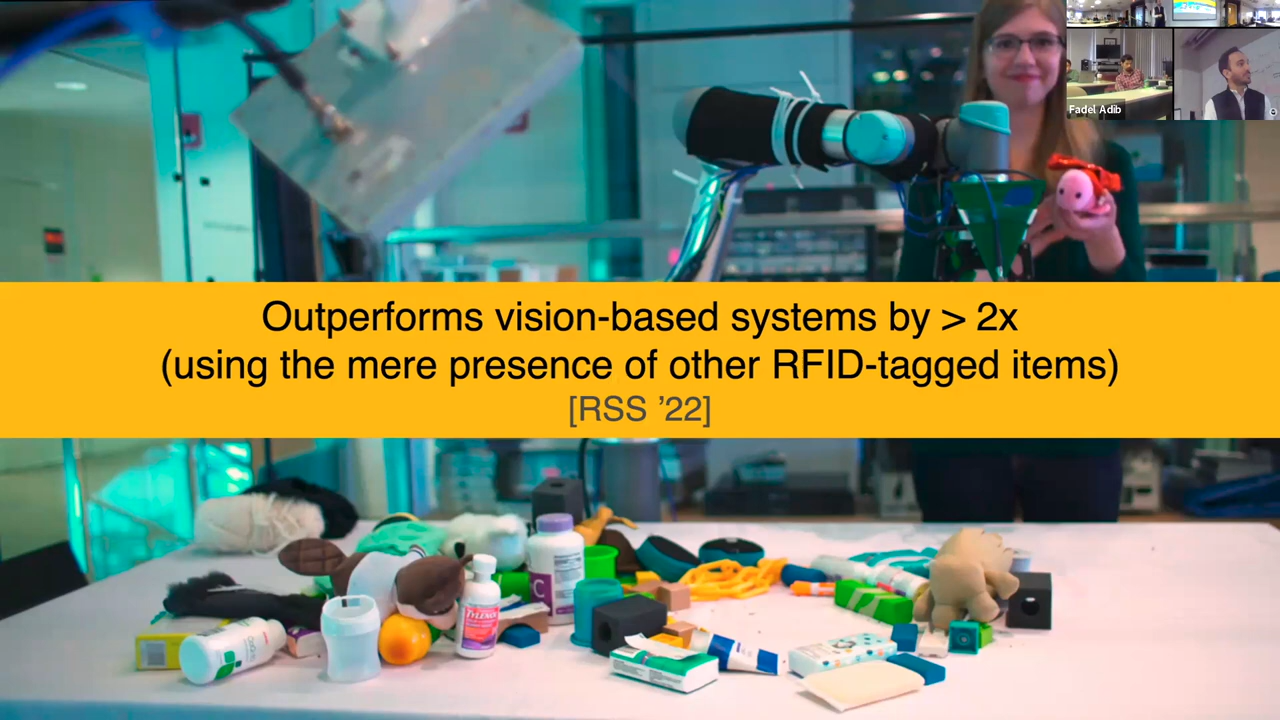 Fadel Adib
Outperforms vision-based systems by > 2x
(using the mere presence of other RFID-tagged items)
[RSS ’22]
TYLENOL
C